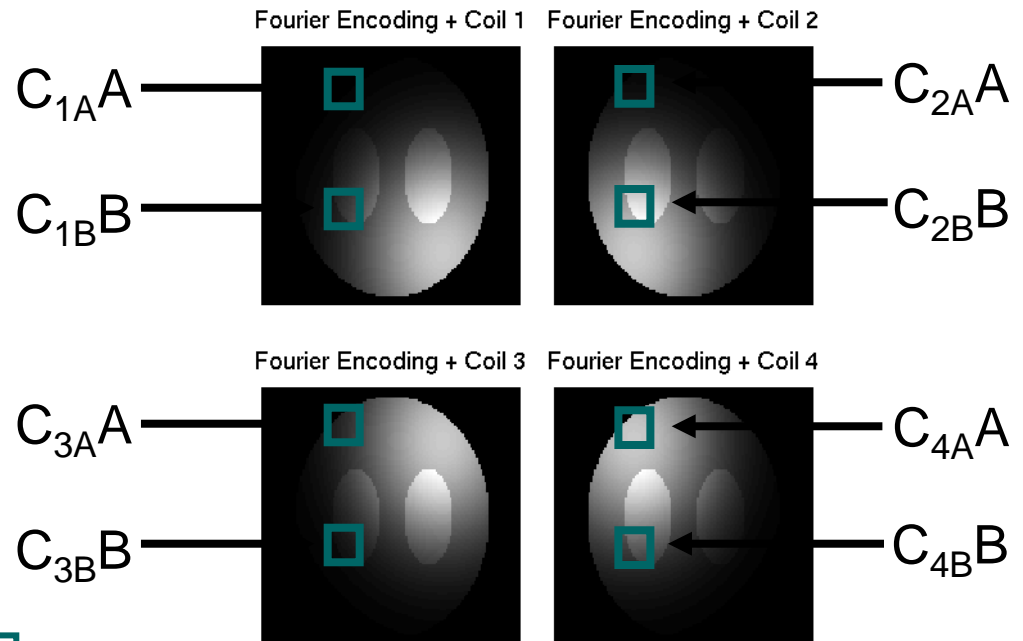 Fourier Encoding + Coil 1 Fourier Encoding + Coil 2
C1AA C2AA
C1BB C2BB
Fourier Encoding + Coil 3 Fourier Encoding + Coil 4
C3AA C4AA
C3BB C4BB